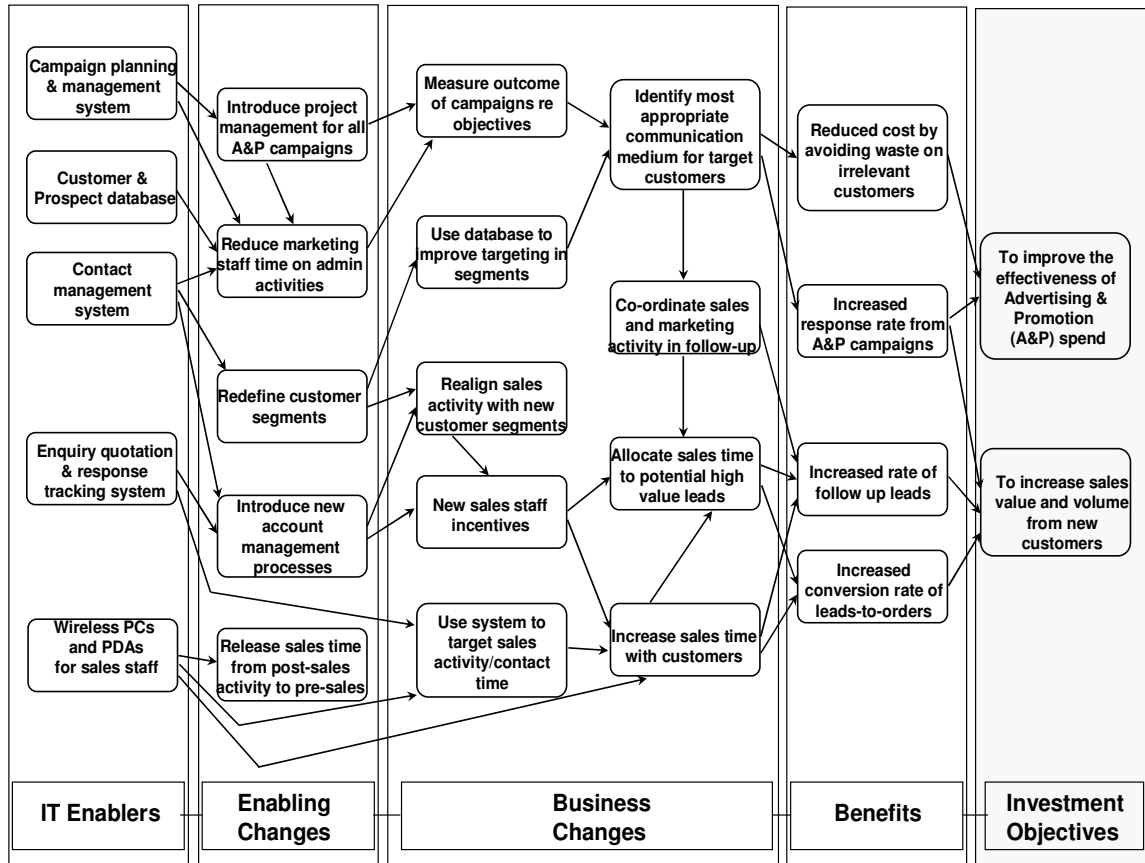 Campaign planning
& management
system
Customer &
Prospect database
Contact
management
system
Enquiry quotation
& response
tracking system
Wireless PCs
and PDAs
for sales staff
Introduce project
management for all
A&P campaigns
Reduce marketing
staff time on admin
activities
Redefine customer
segments
Introduce new
account
management
processes
Release sales time
from post-sales
activity to pre-sales
Measure outcome
of campaigns re
objectives
Use database to
improve targeting in
segments
Realign sales
activity with new
customer segments
New sales staff
incentives
Use system to
target sales
activity/contact
time
Identify most
appropriate
communication
medium for target
customers
Co-ordinate sales
and marketing
activity in follow-up
Allocate sales time
to potential high
value leads
Increase sales time
with customers
Reduced cost by
avoiding waste on
irrelevant
customers
Increased
response rate from
A&P campaigns
Increased rate of
follow up leads
Increased
conversion rate of
leads-to-orders
To improve the
effectiveness of
Advertising &
Promotion
(A&P) spend
To increase sales
value and volume
from new
customers
IT Enablers
Enabling
Changes
Business
Changes
Benefits
Investment
Objectives